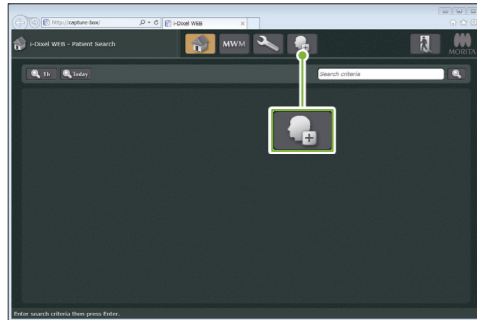 http://capture-box/
i-Dixel WEB
i-Dixel WEB - Patient Search
MWM
MORITA
1h
Today
Search criteria
Enter search criteria then press Enter.